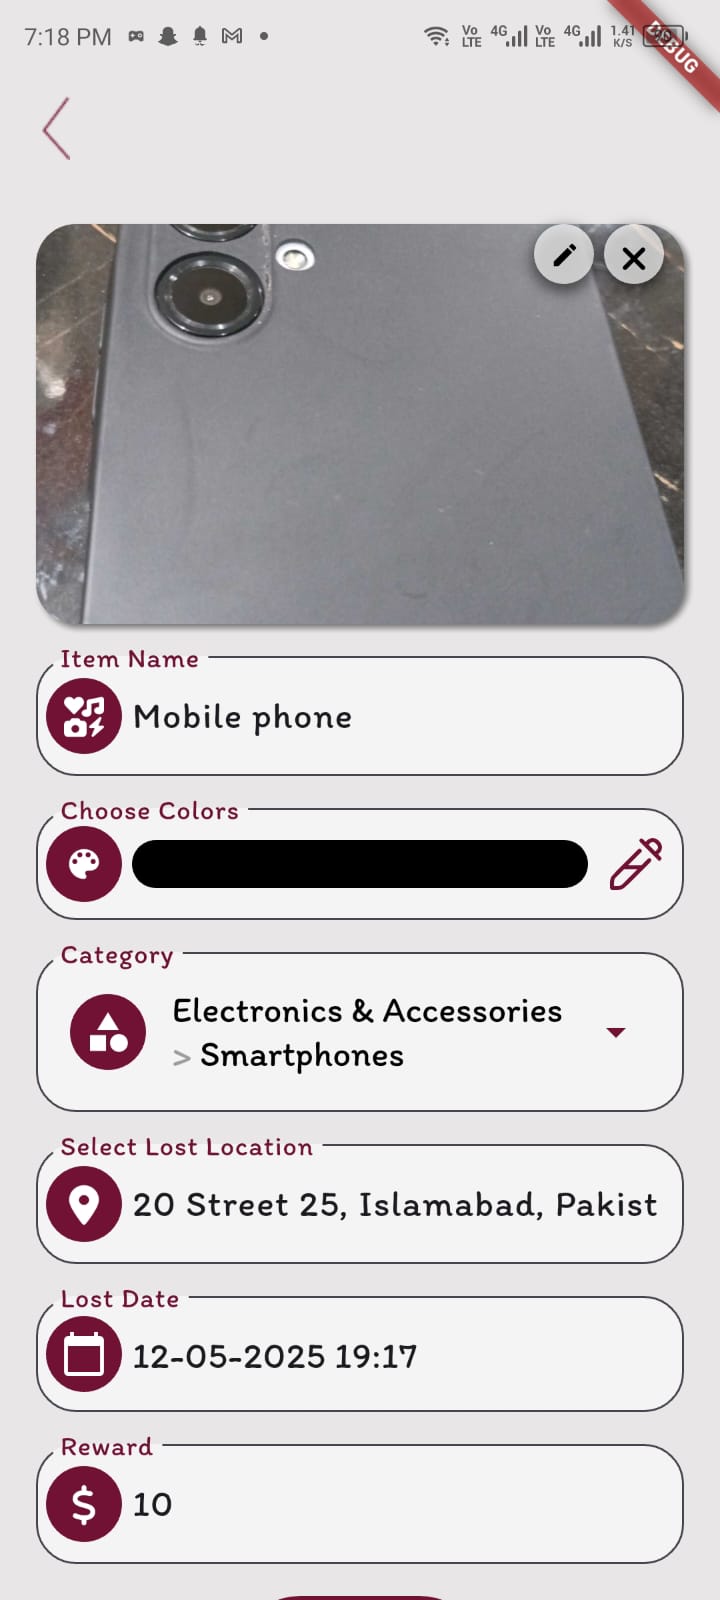 7:18 PM
Vo LTE 4G Vo LTE 4G 1.41 K/S
Item Name
Mobile phone
Choose Colors
Category
Electronics & Accessories
> Smartphones
Select Lost Location
20 Street 25, Islamabad, Pakist
Lost Date
12-05-2025 19:17
Reward
$ 10